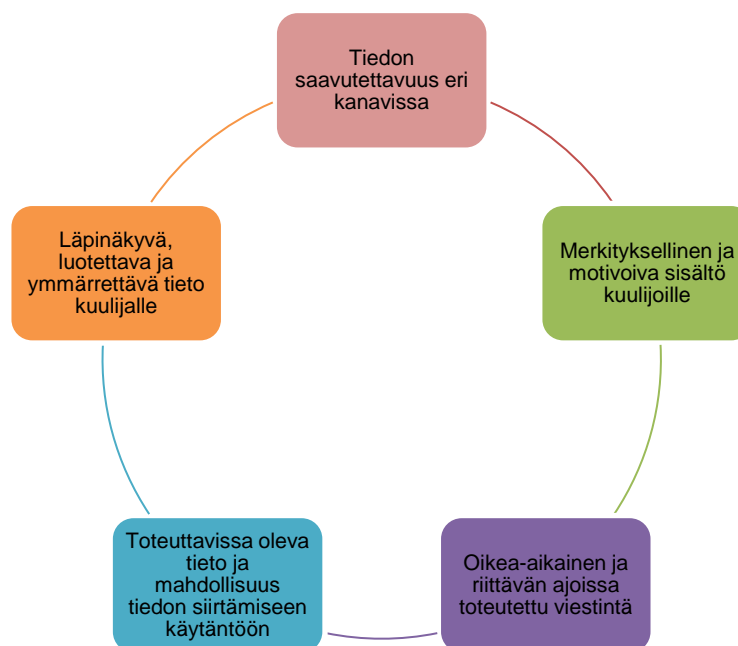 Tiedon
saavutettavuus eri
kanavissa
Merkityksellinen ja
motivoiva sisältö
kuulijoille
Oikea-aikainen ja
riittävän ajoissa
toteutettu viestintä
Toteuttavissa oleva
tieto ja
mahdollisuus
tiedon siirtämiseen
käytäntöön
Läpinäkyvä,
luotettava ja
ymmärrettävä tieto
kuulijalle